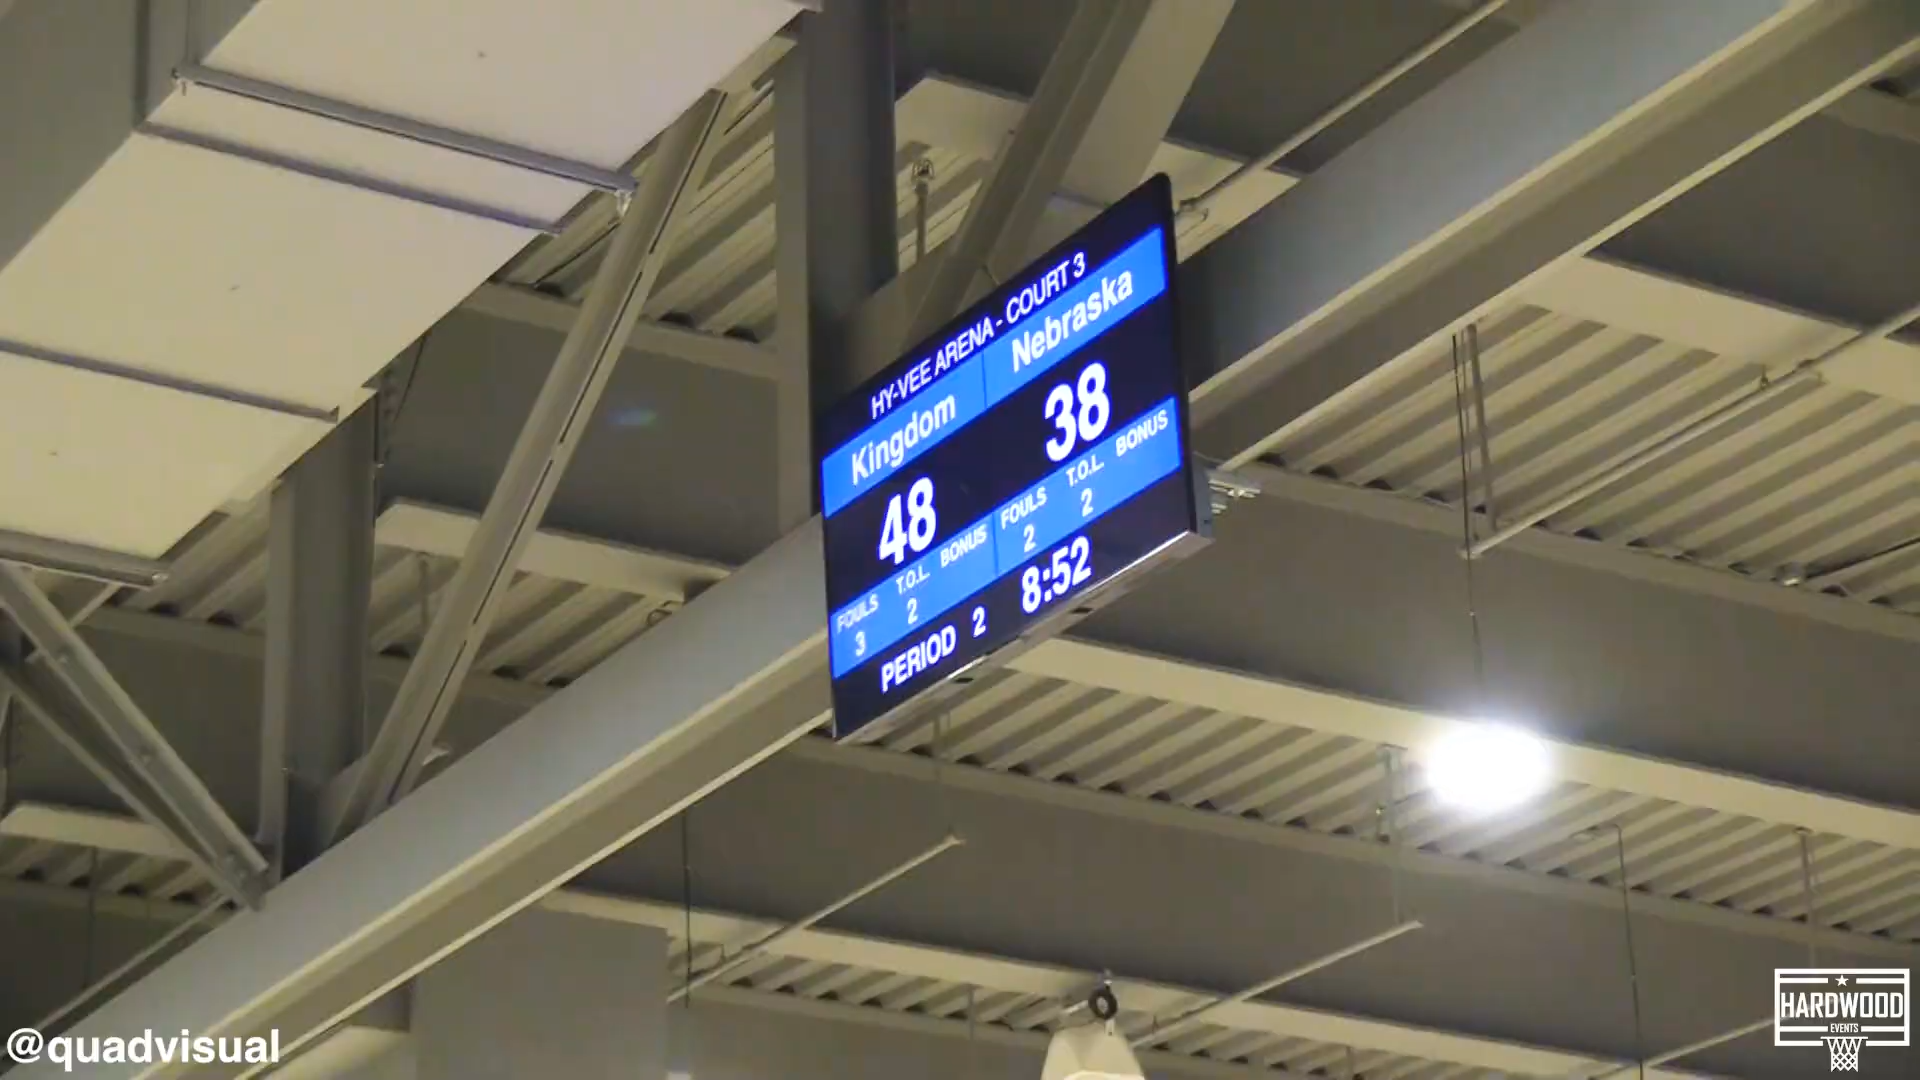 HY-VEE ARENA - COURT 3
Kingdom Nebraska
48 38
FOULS T.O.L. BONUS FOULS T.O.L. BONUS
3 2 2 2
PERIOD 2 8:52
@quadvisual
HARDWOOD
EVENTS